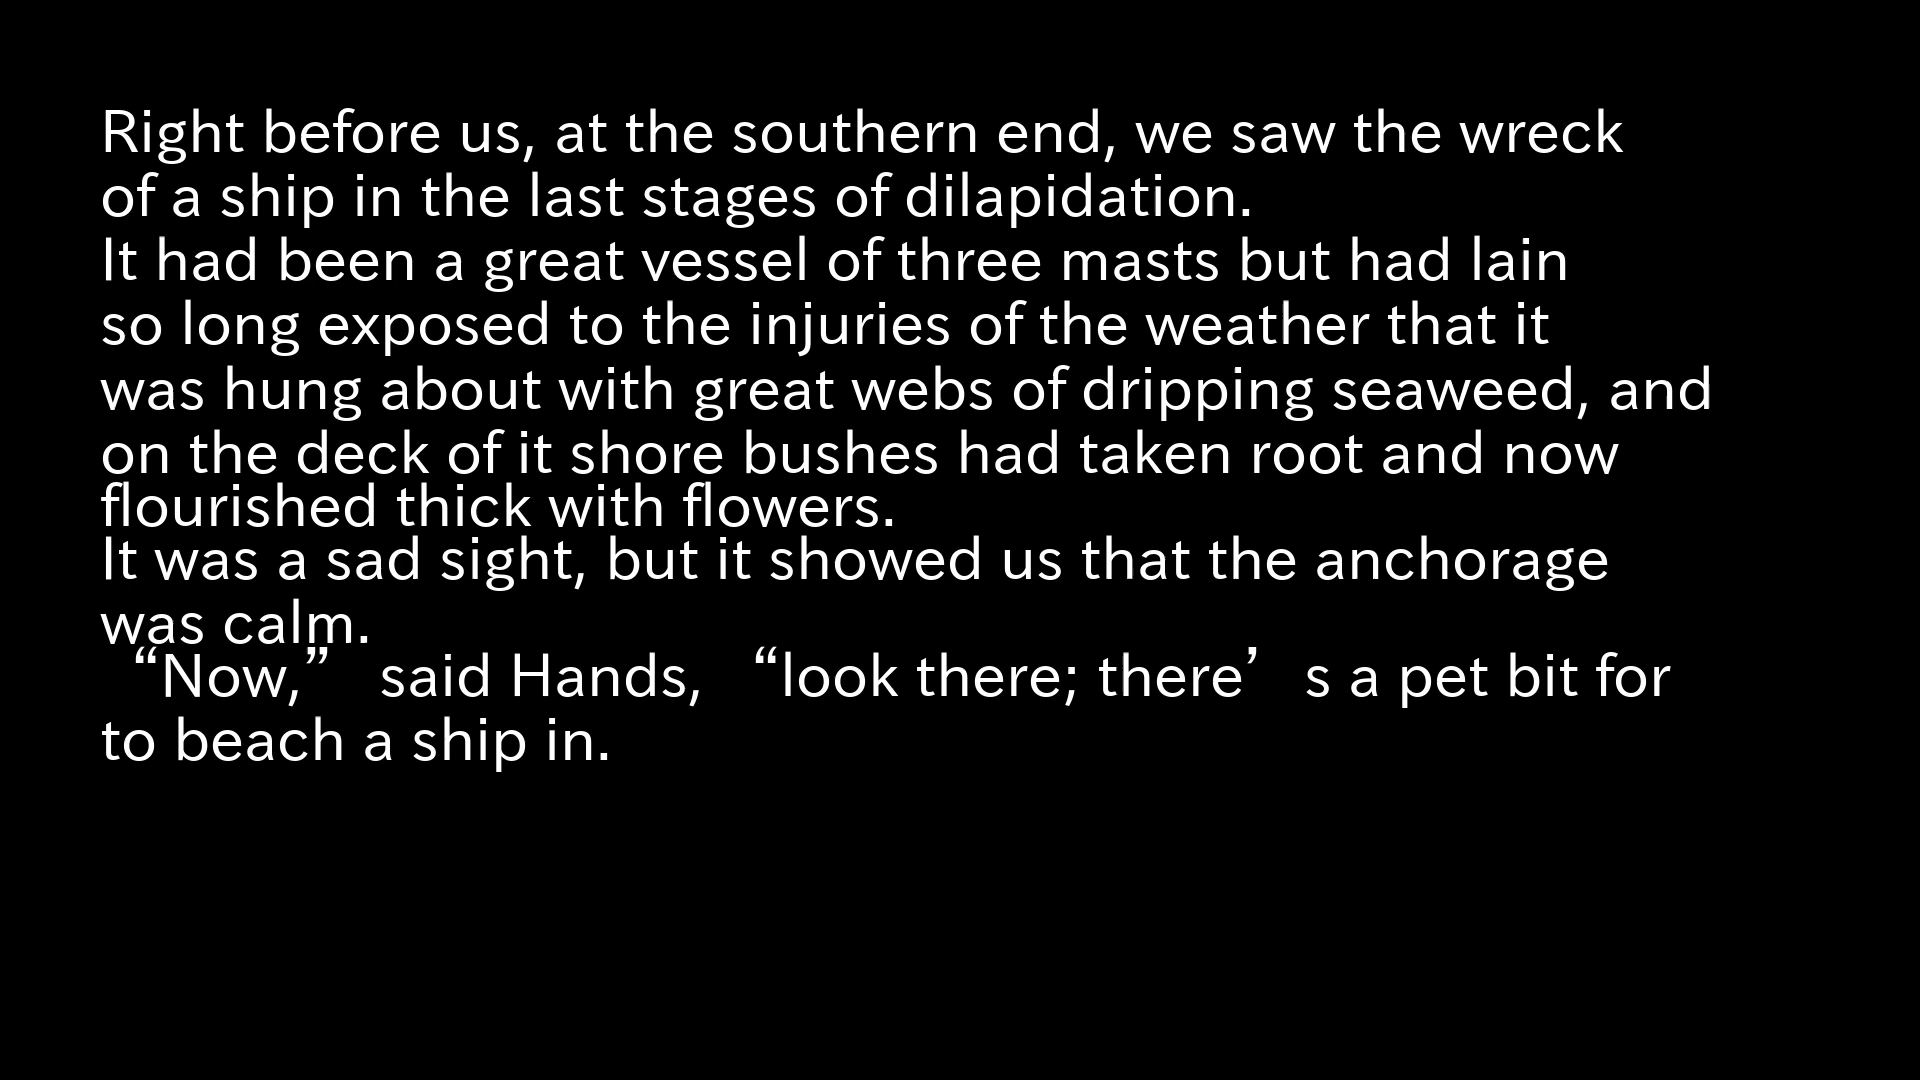 Right before us, at the southern end, we saw the wreck
of a ship in the last stages of dilapidation.
It had been a great vessel of three masts but had lain
so long exposed to the injuries of the weather that it
was hung about with great webs of dripping seaweed, and
on the deck of it shore bushes had taken root and now
flourished thick with flowers.
It was a sad sight, but it showed us that the anchorage
was calm.
“Now,” said Hands, “look there; there’s a pet bit for
to beach a ship in.